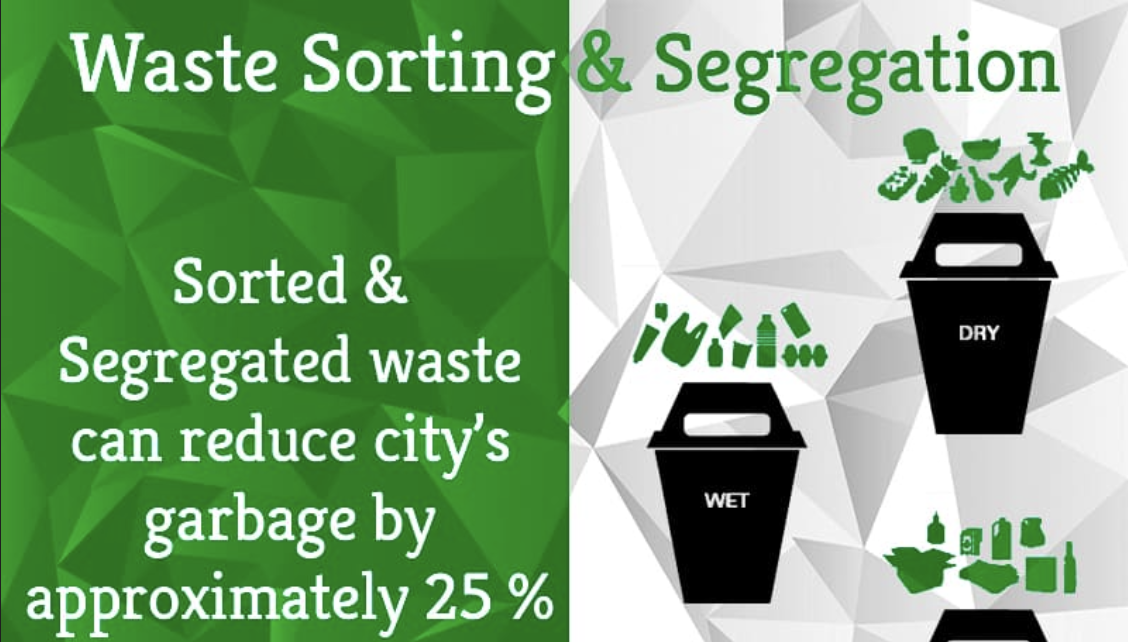 Waste Sorting & Segregation
Sorted &
Segregated waste
can reduce city's
garbage by
approximately 25 %
DRY
WET